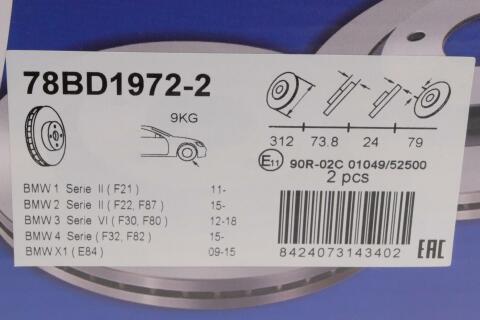 78BD1972-2
9KG
312 73.8 24 79
E11 90R-02C 01049/52500
2 pcs
BMW 1 Serie II ( F21 ) 11-
BMW 2 Serie II ( F22, F87 ) 15-
BMW 3 Serie VI ( F30, F80 ) 12-18
BMW 4 Serie ( F32, F82 ) 15-
BMW X1 ( E84 ) 09-15
8424073143402
EAC